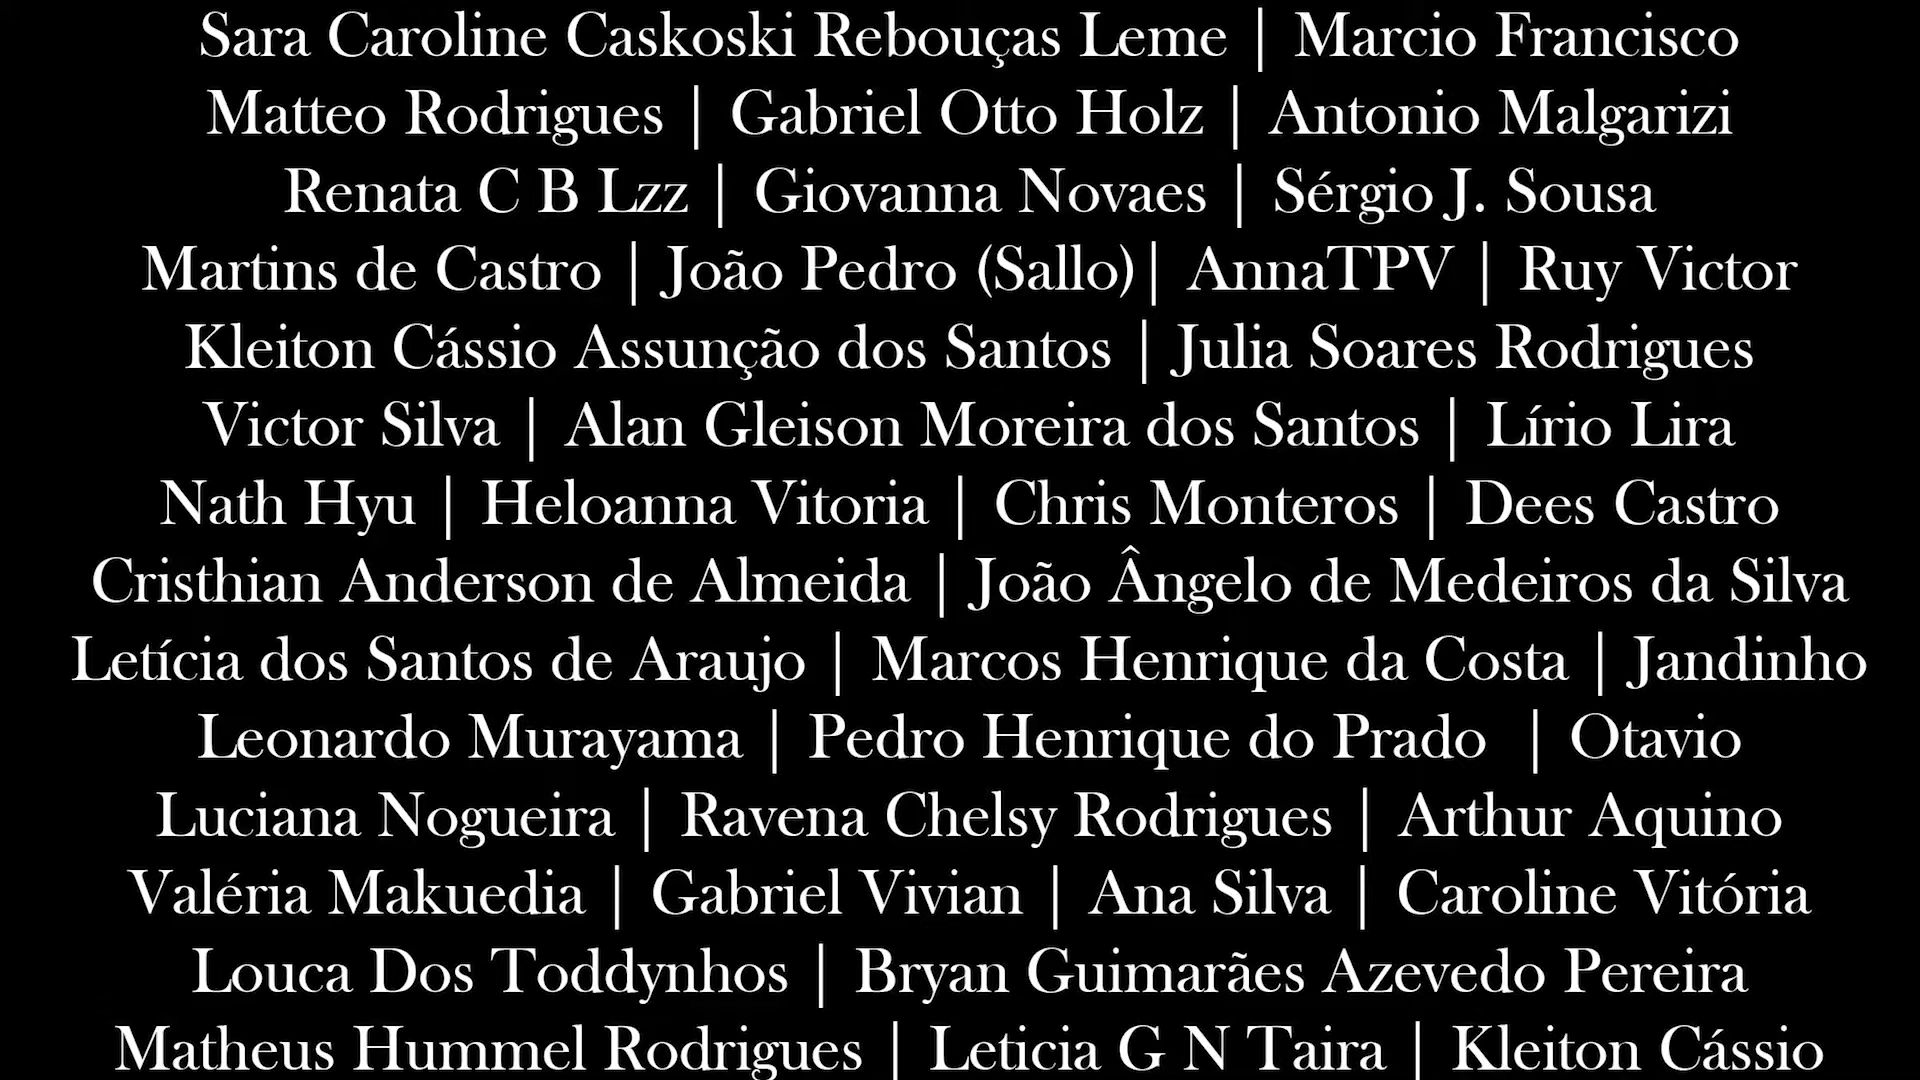 Sara Caroline Caskoski Rebouças Leme | Marcio Francisco
Matteo Rodrigues | Gabriel Otto Holz | Antonio Malgarizi
Renata C B Lzz | Giovanna Novaes | Sérgio J. Sousa
Martins de Castro | João Pedro (Sallo)| AnnaTPV | Ruy Victor
Kleiton Cássio Assunção dos Santos | Julia Soares Rodrigues
Victor Silva | Alan Gleison Moreira dos Santos | Lírio Lira
Nath Hyu | Heloanna Vitoria | Chris Monteros | Dees Castro
Cristhian Anderson de Almeida | João Ângelo de Medeiros da Silva
Letícia dos Santos de Araujo | Marcos Henrique da Costa | Jandinho
Leonardo Murayama | Pedro Henrique do Prado | Otavio
Luciana Nogueira | Ravena Chelsy Rodrigues | Arthur Aquino
Valéria Makuedia | Gabriel Vivian | Ana Silva | Caroline Vitória
Louca Dos Toddynhos | Bryan Guimarães Azevedo Pereira
Matheus Hummel Rodrigues | Leticia G N Taira | Kleiton Cássio